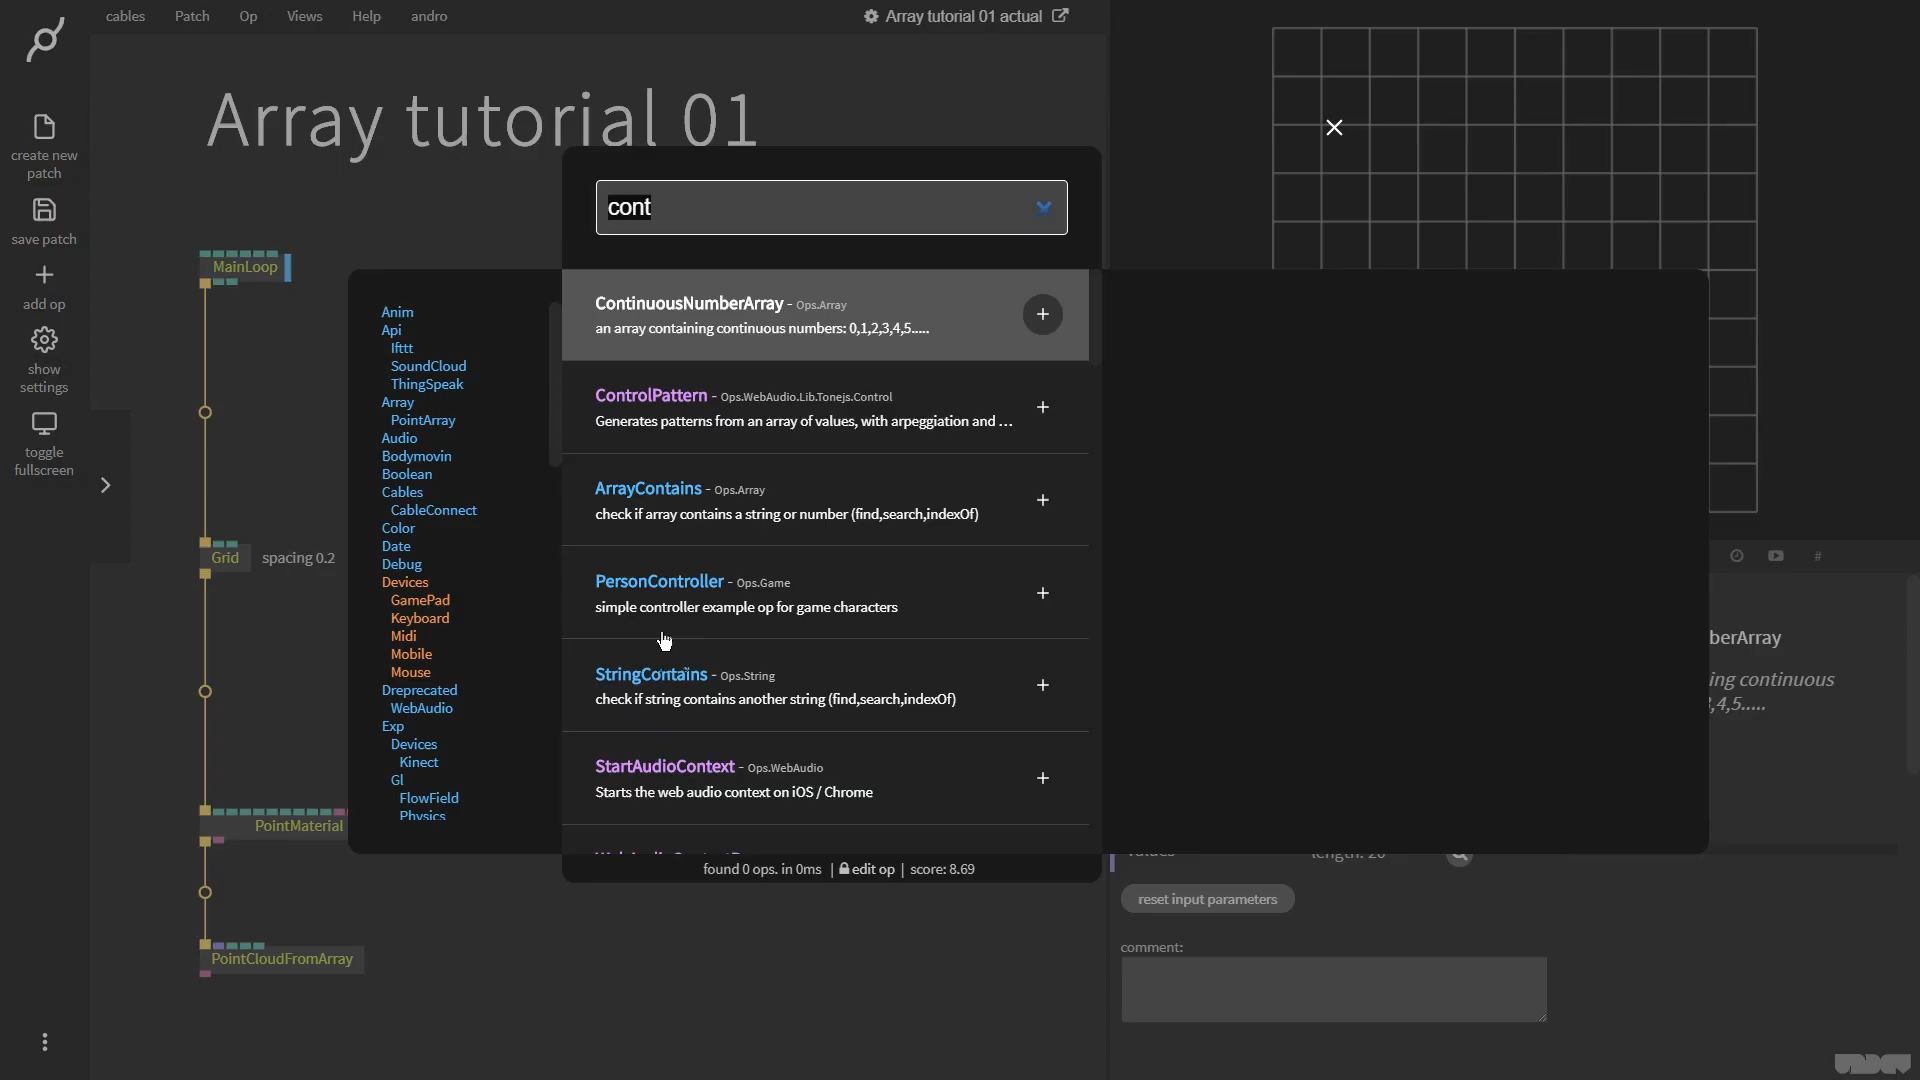 cables Patch Op Views Help andro
Array tutorial 01 actual
Array tutorial 01
create new
patch
save patch
add op
show
settings
toggle
fullscreen
MainLoop
Grid
spacing 0.2
PointMaterial
PointCloudFromArray
cont
Anim
Api
Ifttt
SoundCloud
ThingSpeak
Array
PointArray
Audio
Bodymovin
Boolean
Cables
CableConnect
Color
Date
Debug
Devices
GamePad
Keyboard
Midi
Mobile
Mouse
Dreprecated
WebAudio
Exp
Devices
Kinect
Gl
FlowField
Physics
ContinuousNumberArray - Ops.Array
an array containing continuous numbers: 0,1,2,3,4,5.....
ControlPattern - Ops.WebAudio.Lib.Tonejs.Control
Generates patterns from an array of values, with arpeggiation and ...
ArrayContains - Ops.Array
check if array contains a string or number (find,search,indexOf)
PersonController - Ops.Game
simple controller example op for game characters
StringContains - Ops.String
check if string contains another string (find,search,indexOf)
StartAudioContext - Ops.WebAudio
Starts the web audio context on iOS / Chrome
found 0 ops. in 0ms | edit op | score: 8.69
#
berArray
ing continuous
3,4,5.....
length: 20
reset input parameters
comment: